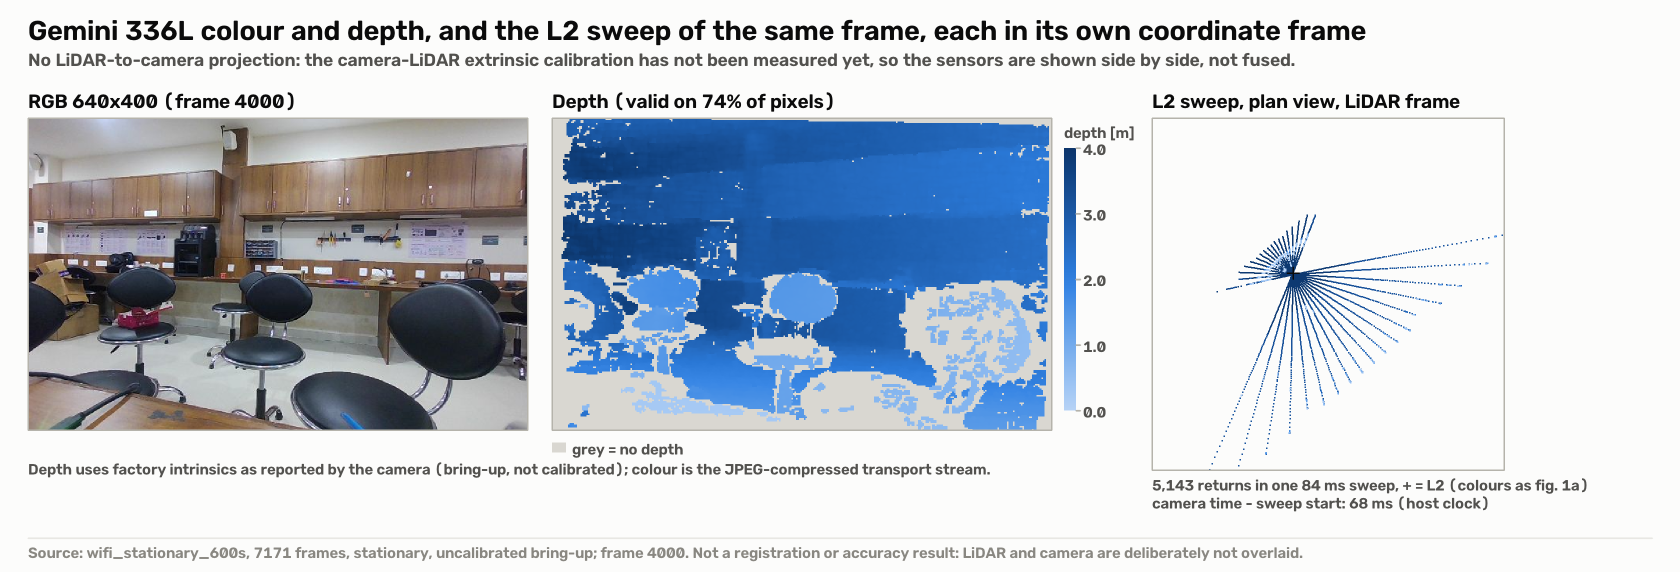 Gemini 336L colour and depth, and the L2 sweep of the same frame, each in its own coordinate frame
No LiDAR-to-camera projection: the camera-LiDAR extrinsic calibration has not been measured yet, so the sensors are shown side by side, not fused.
RGB 640x400 (frame 4000)
Depth (valid on 74% of pixels)
L2 sweep, plan view, LiDAR frame
depth [m]
4.0
3.0
2.0
1.0
0.0
grey = no depth
Depth uses factory intrinsics as reported by the camera (bring-up, not calibrated); colour is the JPEG-compressed transport stream.
5,143 returns in one 84 ms sweep, + = L2 (colours as fig. 1a)
camera time - sweep start: 68 ms (host clock)
Source: wifi_stationary_600s, 7171 frames, stationary, uncalibrated bring-up; frame 4000. Not a registration or accuracy result: LiDAR and camera are deliberately not overlaid.